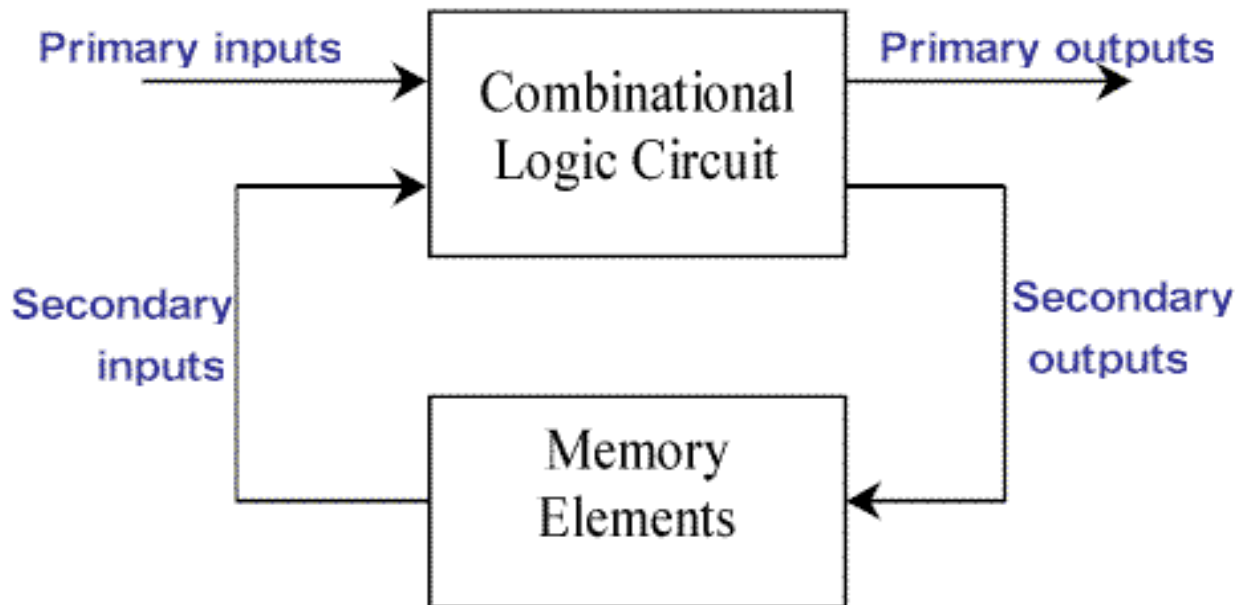 Primary inputs
Combinational
Logic Circuit
Primary outputs
Secondary
inputs
Secondary
outputs
Memory
Elements